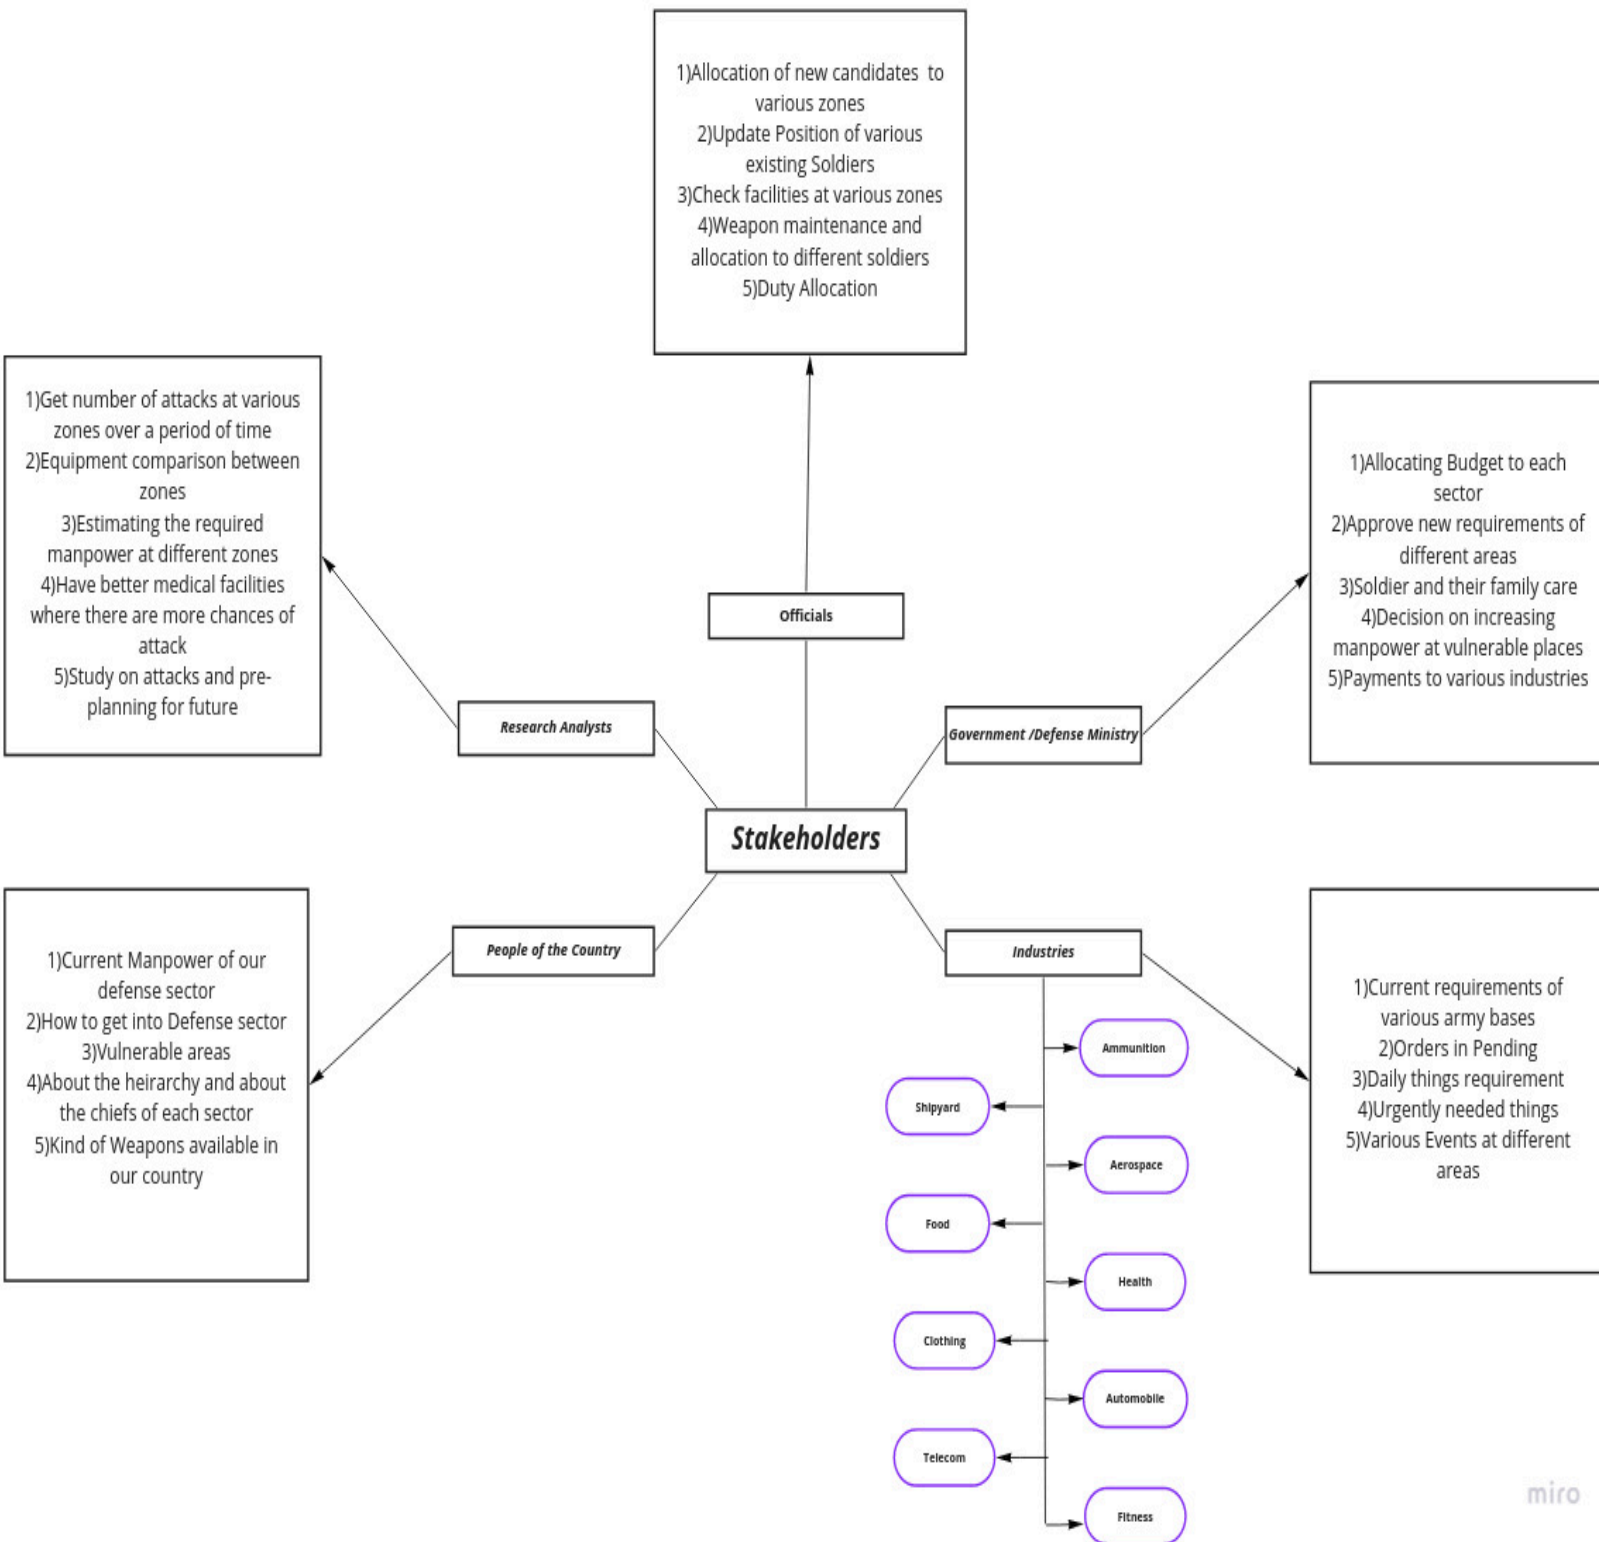 1)Allocation of new candidates  to
various zones
2)Update Position of various
existing Soldiers
3)Check facilities at various zones
4)Weapon maintenance and
allocation to different soldiers
5)Duty Allocation
1)Get number of attacks at various
zones over a period of time
2)Equipment comparison between
zones
3)Estimating the required
manpower at different zones
4)Have better medical facilities
where there are more chances of
attack
5)Study on attacks and pre-
planning for future
1)Allocating Budget to each
sector
2)Approve new requirements of
different areas
3)Soldier and their family care
4)Decision on increasing
manpower at vulnerable places
5)Payments to various industries
Officials
Research Analysts
Government /Defense Ministry
Stakeholders
People of the Country
Industries
1)Current Manpower of our
defense sector
2)How to get into Defense sector
3)Vulnerable areas
4)About the heirarchy and about
the chiefs of each sector
5)Kind of Weapons available in
our country
1)Current requirements of
various army bases
2)Orders in Pending
3)Daily things requirement
4)Urgently needed things
5)Various Events at different
areas
Ammunition
Shipyard
Aerospace
Food
Health
Clothing
Automobile
Telecom
Fitness
miro